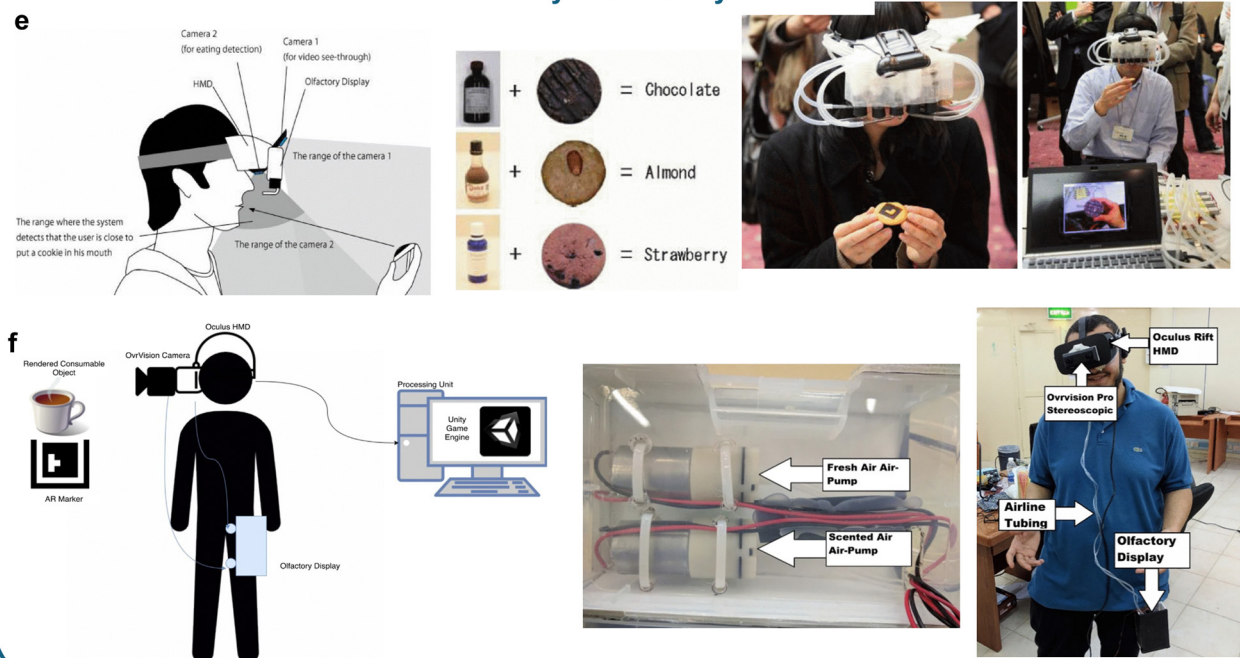 e
Camera 2
(for eating detection)
Camera 1
(for video see-through)
Olfactory Display
HMD
The range of the camera 1
The range where the system
detects that the user is close to
put a cookie in his mouth
The range of the camera 2
+ = Chocolate
+ = Almond
+ = Strawberry
f
Oculus HMD
OvrVision Camera
Rendered Consumable
Object
AR Marker
Processing Unit
Unity
Game
Engine
Olfactory Display
Fresh Air Air-
Pump
Scented Air
Air-Pump
Oculus Rift
HMD
Ovrvision Pro
Stereoscopic
Airline
Tubing
Olfactory
Display